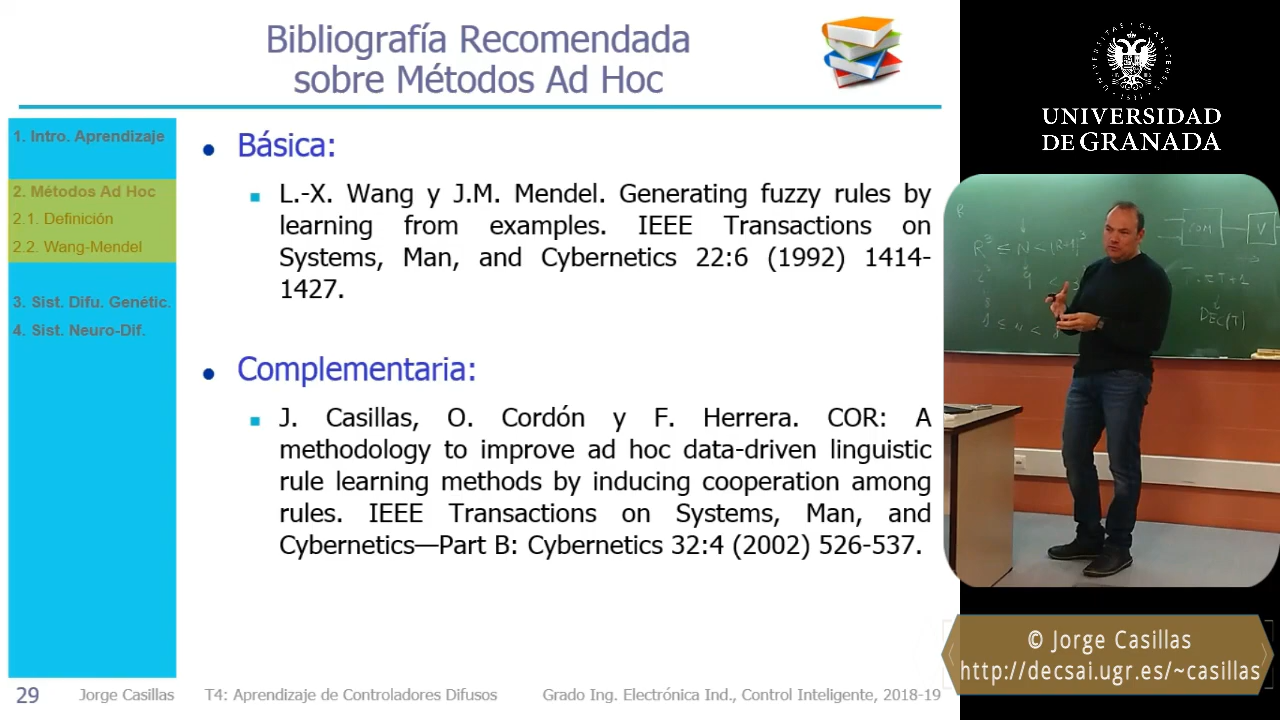 Bibliografía Recomendada
sobre Métodos Ad Hoc
1. Intro. Aprendizaje
2. Métodos Ad Hoc
2.1. Definición
2.2. Wang-Mendel
3. Sist. Difu. Genétic.
4. Sist. Neuro-Dif.
• Básica:
L.-X. Wang y J.M. Mendel. Generating fuzzy rules by
learning from examples. IEEE Transactions on
Systems, Man, and Cybernetics 22:6 (1992) 1414-
1427.
• Complementaria:
J. Casillas, O. Cordón y F. Herrera. COR: A
methodology to improve ad hoc data-driven linguistic
rule learning methods by inducing cooperation among
rules. IEEE Transactions on Systems, Man, and
Cybernetics—Part B: Cybernetics 32:4 (2002) 526-537.
29 Jorge Casillas T4: Aprendizaje de Controladores Difusos Grado Ing. Electrónica Ind., Control Inteligente, 2018-19
UNIVERSIDAD
DE GRANADA
R³ ≤ N < (R+1)³
V
DEC(T)
© Jorge Casillas
http://decsai.ugr.es/~casillas